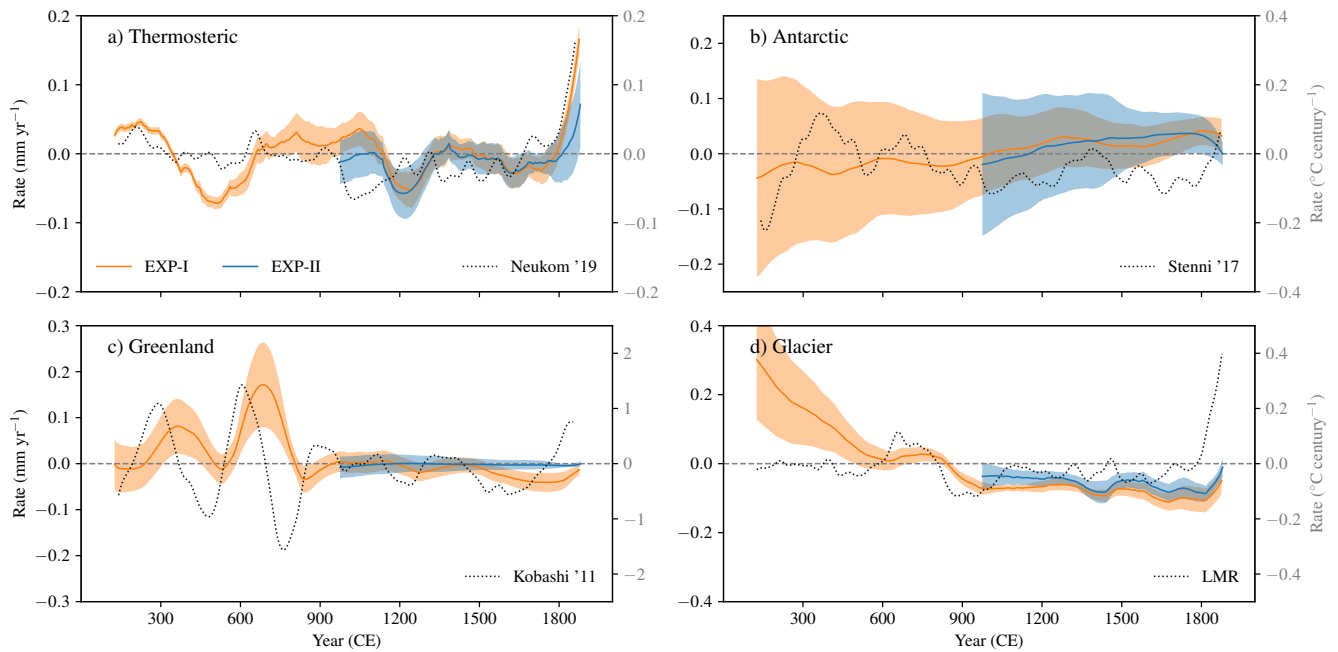 a) Thermosteric
0.2
0.1
0.0
−0.1
−0.2
Rate (mm yr−1)
0.2
0.1
0.0
−0.1
−0.2
EXP-I
EXP-II
Neukom ’19
b) Antarctic
0.2
0.1
0.0
−0.1
−0.2
0.4
0.2
0.0
−0.2
−0.4
Rate (°C century−1)
Stenni ’17
c) Greenland
0.3
0.2
0.1
0.0
−0.1
−0.2
−0.3
Rate (mm yr−1)
2
1
0
−1
−2
Kobashi ’11
300 600 900 1200 1500 1800
Year (CE)
d) Glacier
0.4
0.2
0.0
−0.2
−0.4
0.4
0.2
0.0
−0.2
−0.4
Rate (°C century−1)
LMR
300 600 900 1200 1500 1800
Year (CE)